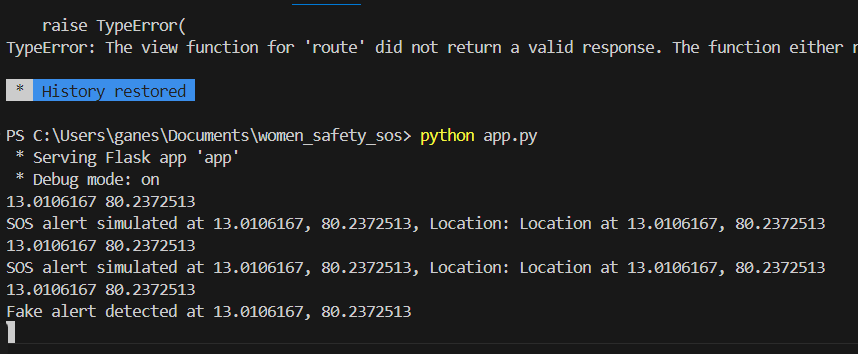 raise TypeError(
TypeError: The view function for 'route' did not return a valid response. The function either
* History restored
PS C:\Users\ganes\Documents\women_safety_sos> python app.py
* Serving Flask app 'app'
* Debug mode: on
13.0106167 80.2372513
SOS alert simulated at 13.0106167, 80.2372513, Location: Location at 13.0106167, 80.2372513
13.0106167 80.2372513
SOS alert simulated at 13.0106167, 80.2372513, Location: Location at 13.0106167, 80.2372513
13.0106167 80.2372513
Fake alert detected at 13.0106167, 80.2372513